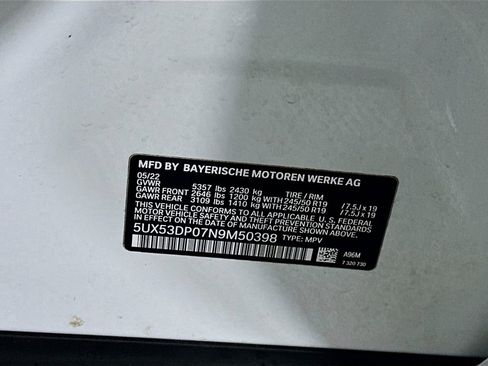 MFD BY BAYERISCHE MOTOREN WERKE AG
05/22
GVWR 5357 lbs 2430 kg TIRE / RIM
GAWR FRONT 2646 lbs 1200 kg WITH 245/50 R19 /7.5J x 19
GAWR REAR 3109 lbs 1410 kg WITH 245/50 R19 /7.5J x 19
THIS VEHICLE CONFORMS TO ALL APPLICABLE U.S. FEDERAL
MOTOR VEHICLE SAFETY AND THEFT PREVENTION
STANDARDS IN EFFECT ON THE DATE OF MANUFACTURE
SHOWN ABOVE.
5UX53DP07N9M50398 TYPE: MPV
A96M
7 320 730